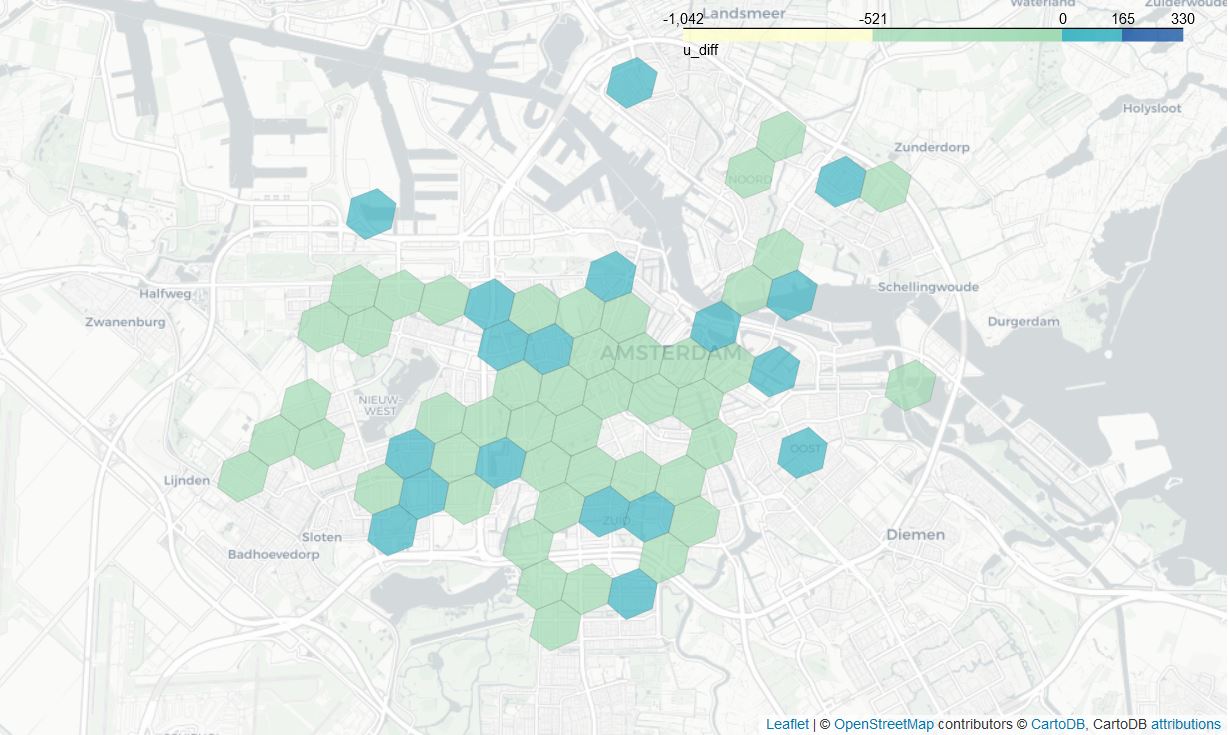 -1,042 -521 0 165 330
u_diff
Landsmeer
Waterland
Zuiderwoude
Holysloot
Zunderdorp
NOORD
Halfweg
Schellingwoude
Zwanenburg
Durgerdam
AMSTERDAM
NIEUW-
WEST
OOST
Lijnden
ZUID
Sloten
Diemen
Badhoevedorp
Leaflet | © OpenStreetMap contributors © CartoDB, CartoDB attributions